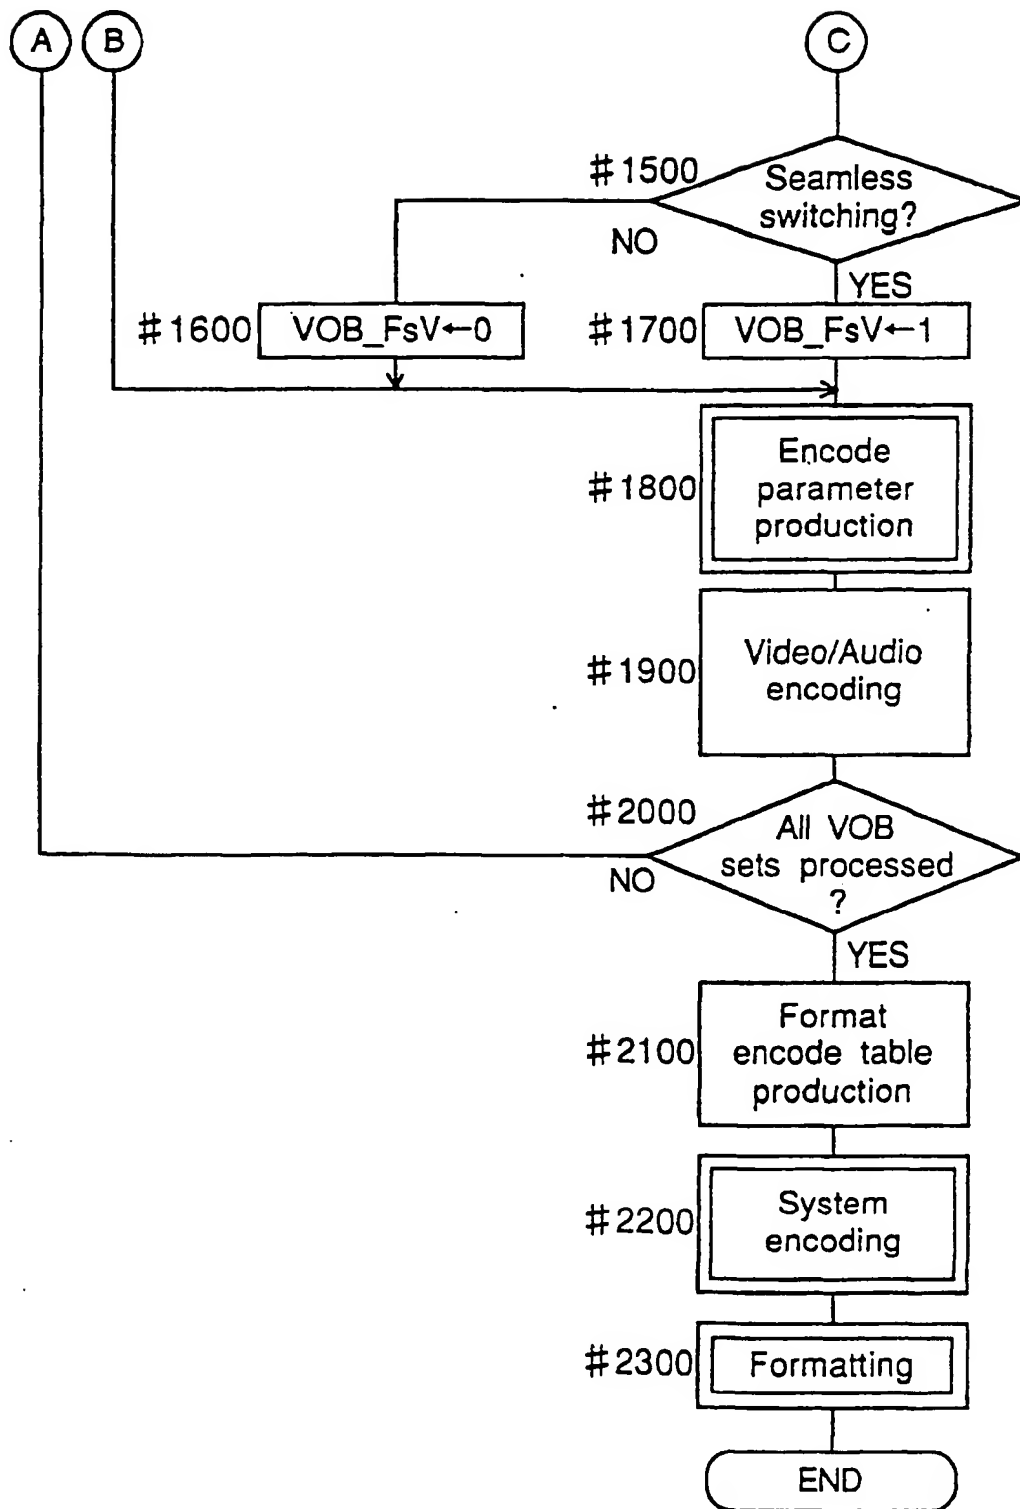 A B C
#1500
Seamless
switching?
NO
YES
#1600
VOB_FsV←0
#1700
VOB_FsV←1
#1800
Encode
parameter
production
#1900
Video/Audio
encoding
#2000
All VOB
sets processed
?
NO
YES
#2100
Format
encode table
production
#2200
System
encoding
#2300
Formatting
END